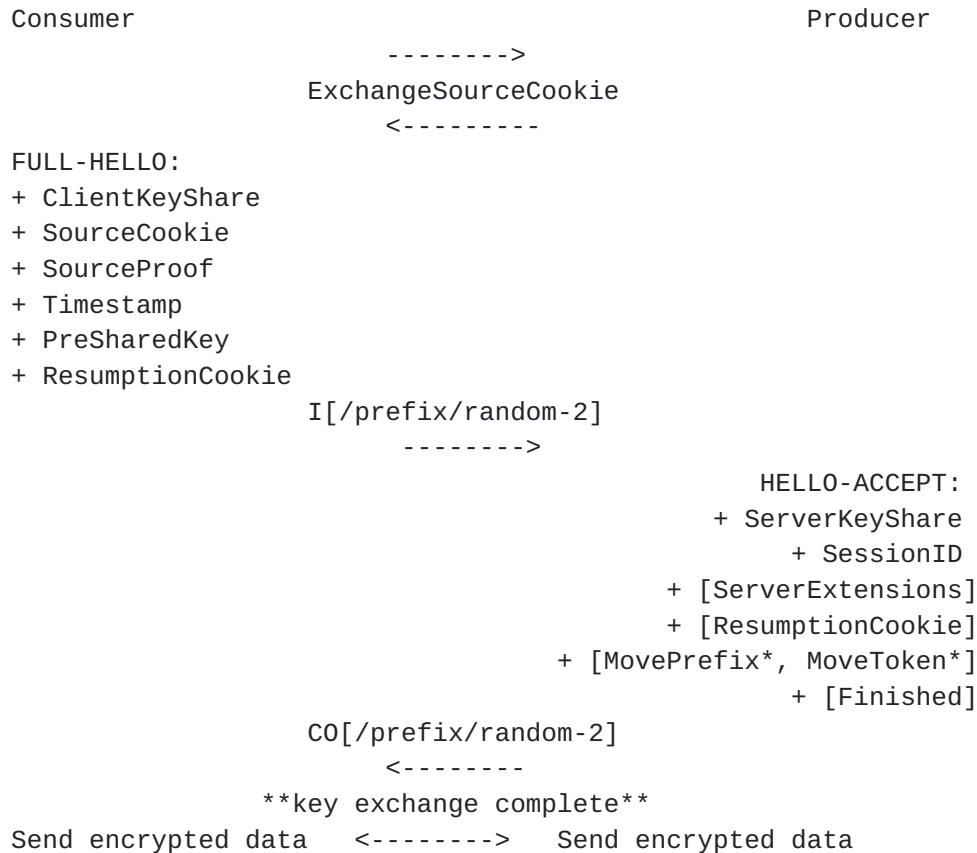 Consumer                                           Producer
                        -------->
                   ExchangeSourceCookie
                        <---------
FULL-HELLO:
+ ClientKeyShare
+ SourceCookie
+ SourceProof
+ Timestamp
+ PreSharedKey
+ ResumptionCookie
                   I[/prefix/random-2]
                         -------->
                                                HELLO-ACCEPT:
                                             + ServerKeyShare
                                                  + SessionID
                                          + [ServerExtensions]
                                          + [ResumptionCookie]
                                   + [MovePrefix*, MoveToken*]
                                                  + [Finished]
                   CO[/prefix/random-2]
                        <--------
                **key exchange complete**
Send encrypted data   <-------->   Send encrypted data